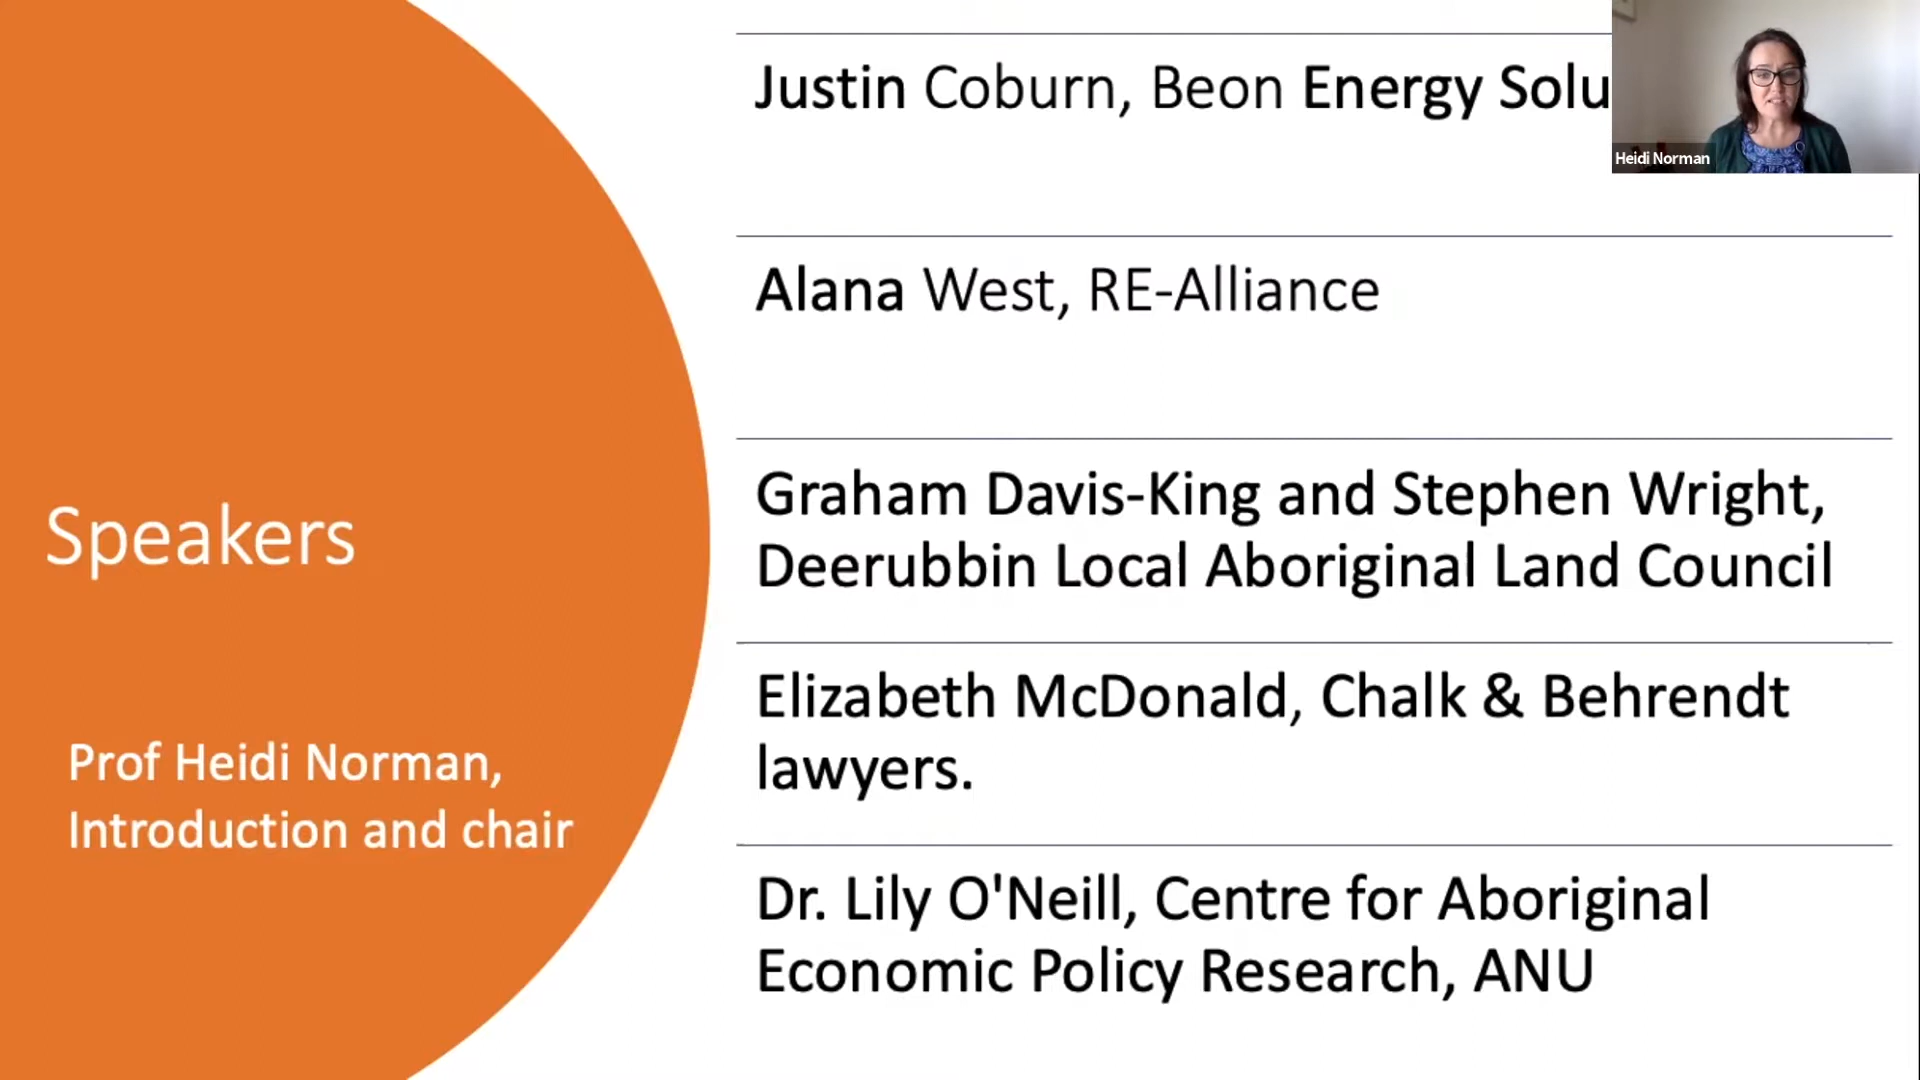 Justin Coburn, Beon Energy Solu
Heidi Norman
Alana West, RE-Alliance
Graham Davis-King and Stephen Wright,
Deerubbin Local Aboriginal Land Council
Speakers
Elizabeth McDonald, Chalk & Behrendt
lawyers.
Prof Heidi Norman,
Introduction and chair
Dr. Lily O'Neill, Centre for Aboriginal
Economic Policy Research, ANU